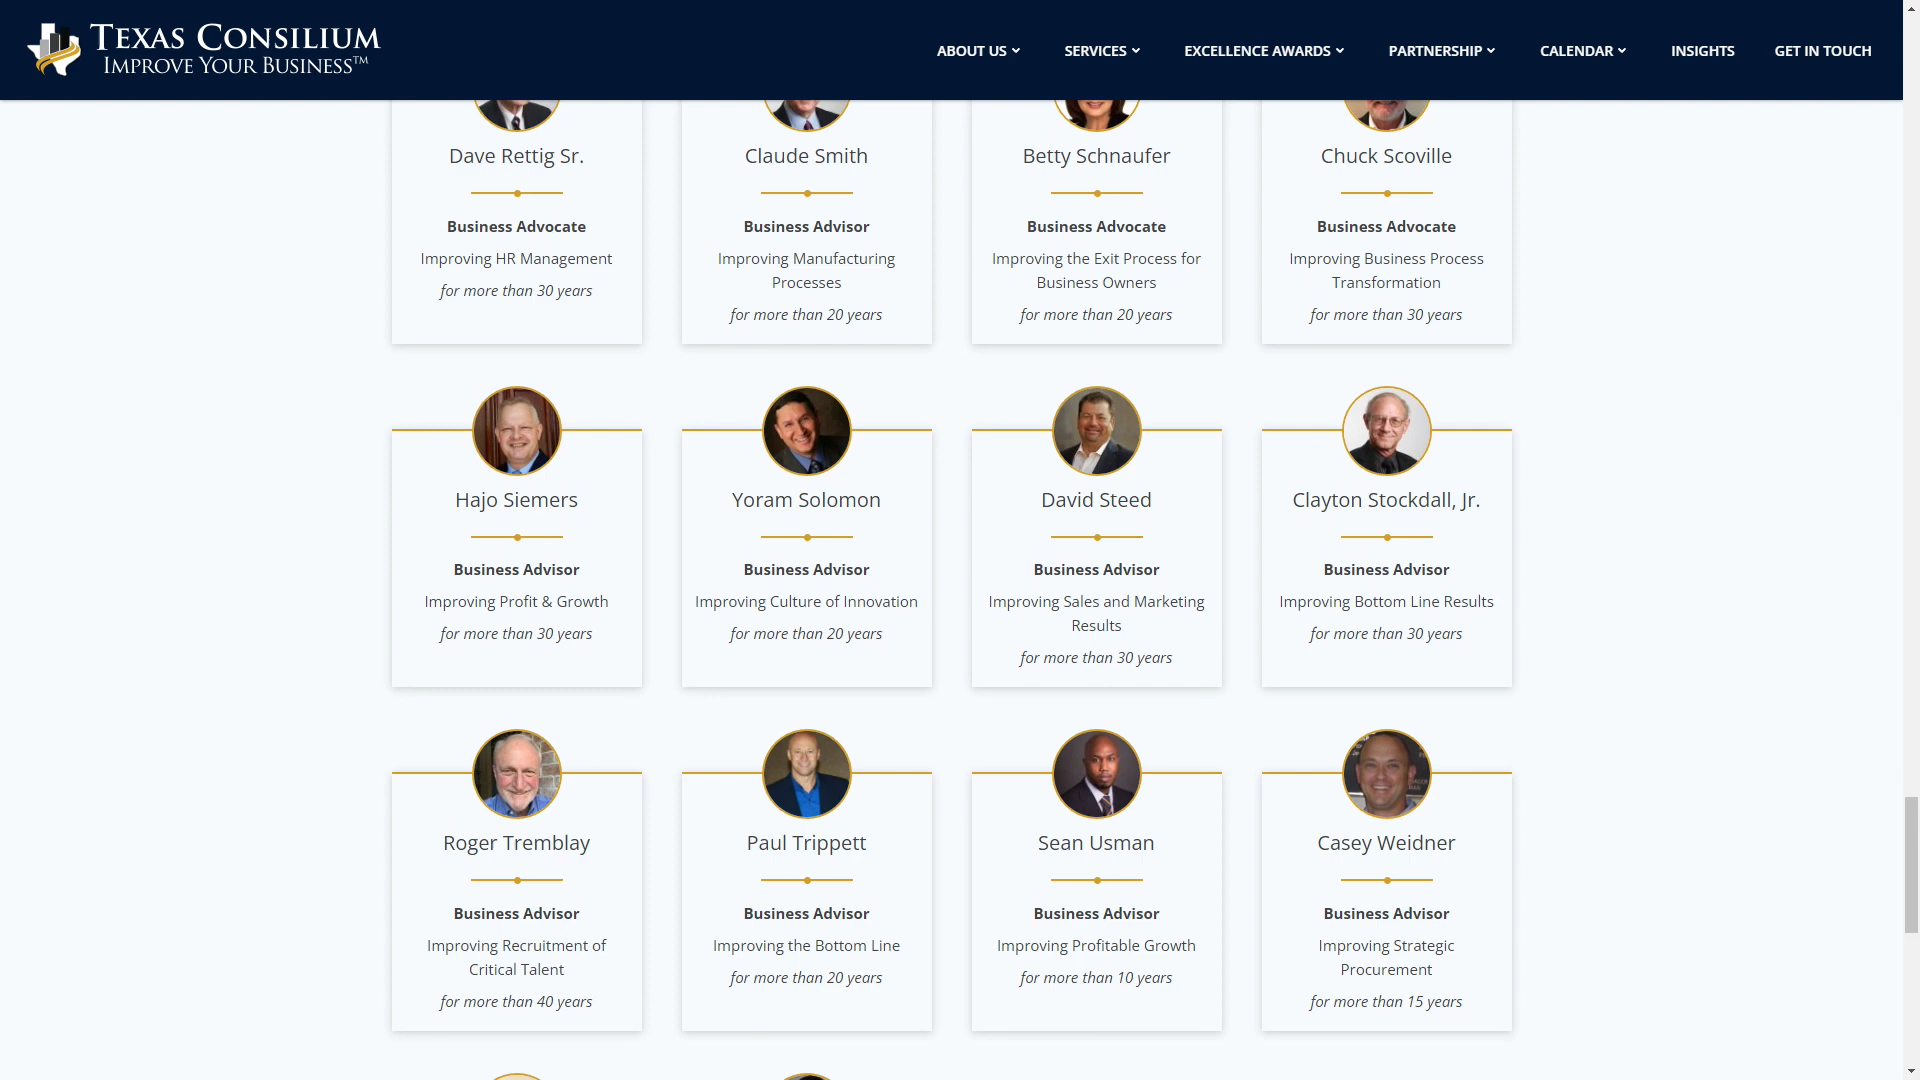 TEXAS CONSILIUM
IMPROVE YOUR BUSINESS™
ABOUT US
SERVICES
EXCELLENCE AWARDS
PARTNERSHIP
CALENDAR
INSIGHTS
GET IN TOUCH
Dave Rettig Sr.
Business Advocate
Improving HR Management
for more than 30 years
Claude Smith
Business Advisor
Improving Manufacturing
Processes
for more than 20 years
Betty Schnaufer
Business Advocate
Improving the Exit Process for
Business Owners
for more than 20 years
Chuck Scoville
Business Advocate
Improving Business Process
Transformation
for more than 30 years
Hajo Siemers
Business Advisor
Improving Profit & Growth
for more than 30 years
Yoram Solomon
Business Advisor
Improving Culture of Innovation
for more than 20 years
David Steed
Business Advisor
Improving Sales and Marketing
Results
for more than 30 years
Clayton Stockdall, Jr.
Business Advisor
Improving Bottom Line Results
for more than 30 years
Roger Tremblay
Business Advisor
Improving Recruitment of
Critical Talent
for more than 40 years
Paul Trippett
Business Advisor
Improving the Bottom Line
for more than 20 years
Sean Usman
Business Advisor
Improving Profitable Growth
for more than 10 years
Casey Weidner
Business Advisor
Improving Strategic
Procurement
for more than 15 years